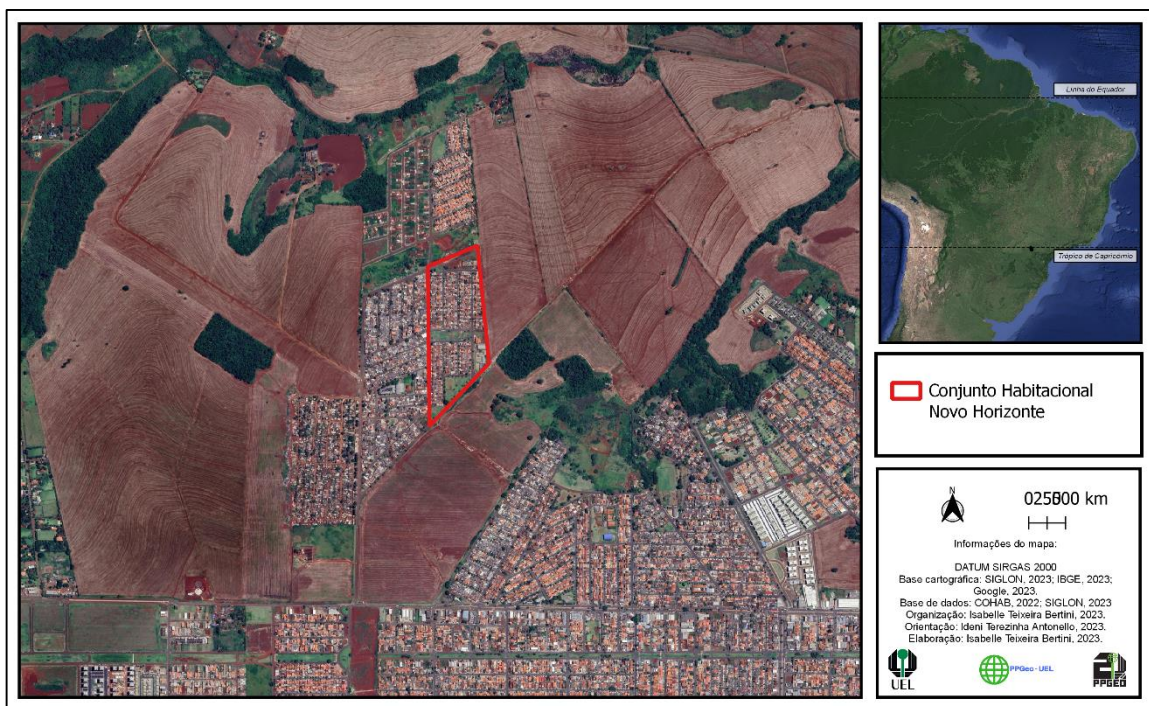 Linha do Equador
Trópico de Capricórnio
Conjunto Habitacional
Novo Horizonte
N
km
Informações do mapa:
DATUM SIRGAS 2000
Base cartográfica: SIGLON, 2023; IBGE, 2023;
Google, 2023.
Base de dados: COHAB, 2022; SIGLON, 2023
Organização: Isabelle Teixeira Bertini, 2023.
Orientação: Ideni Terezinha Antonello, 2023.
Elaboração: Isabelle Teixeira Bertini, 2023.
UEL
PPGeo - UEL
PPGEO